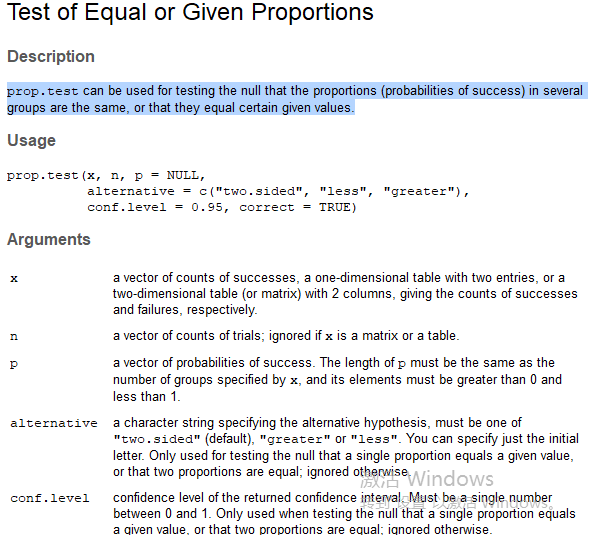 Test of Equal or Given Proportions
Description
prop.test can be used for testing the null that the proportions (probabilities of success) in several
groups are the same, or that they equal certain given values.
Usage
prop.test(x, n, p = NULL,
alternative = c("two.sided", "less", "greater"),
conf.level = 0.95, correct = TRUE)
Arguments
x a vector of counts of successes, a one-dimensional table with two entries, or a
two-dimensional table (or matrix) with 2 columns, giving the counts of successes
and failures, respectively.
n a vector of counts of trials; ignored if x is a matrix or a table.
p a vector of probabilities of success. The length of p must be the same as the
number of groups specified by x, and its elements must be greater than 0 and
less than 1.
alternative a character string specifying the alternative hypothesis, must be one of
"two.sided" (default), "greater" or "less". You can specify just the initial
letter. Only used for testing the null that a single proportion equals a given value,
or that two proportions are equal; ignored otherwise.
激活 Windows
conf.level confidence level of the returned confidence interval. Must be a single number
转到"设置"以激活 Windows。
between 0 and 1. Only used when testing the null that a single proportion equals
a given value, or that two proportions are equal; ignored otherwise.